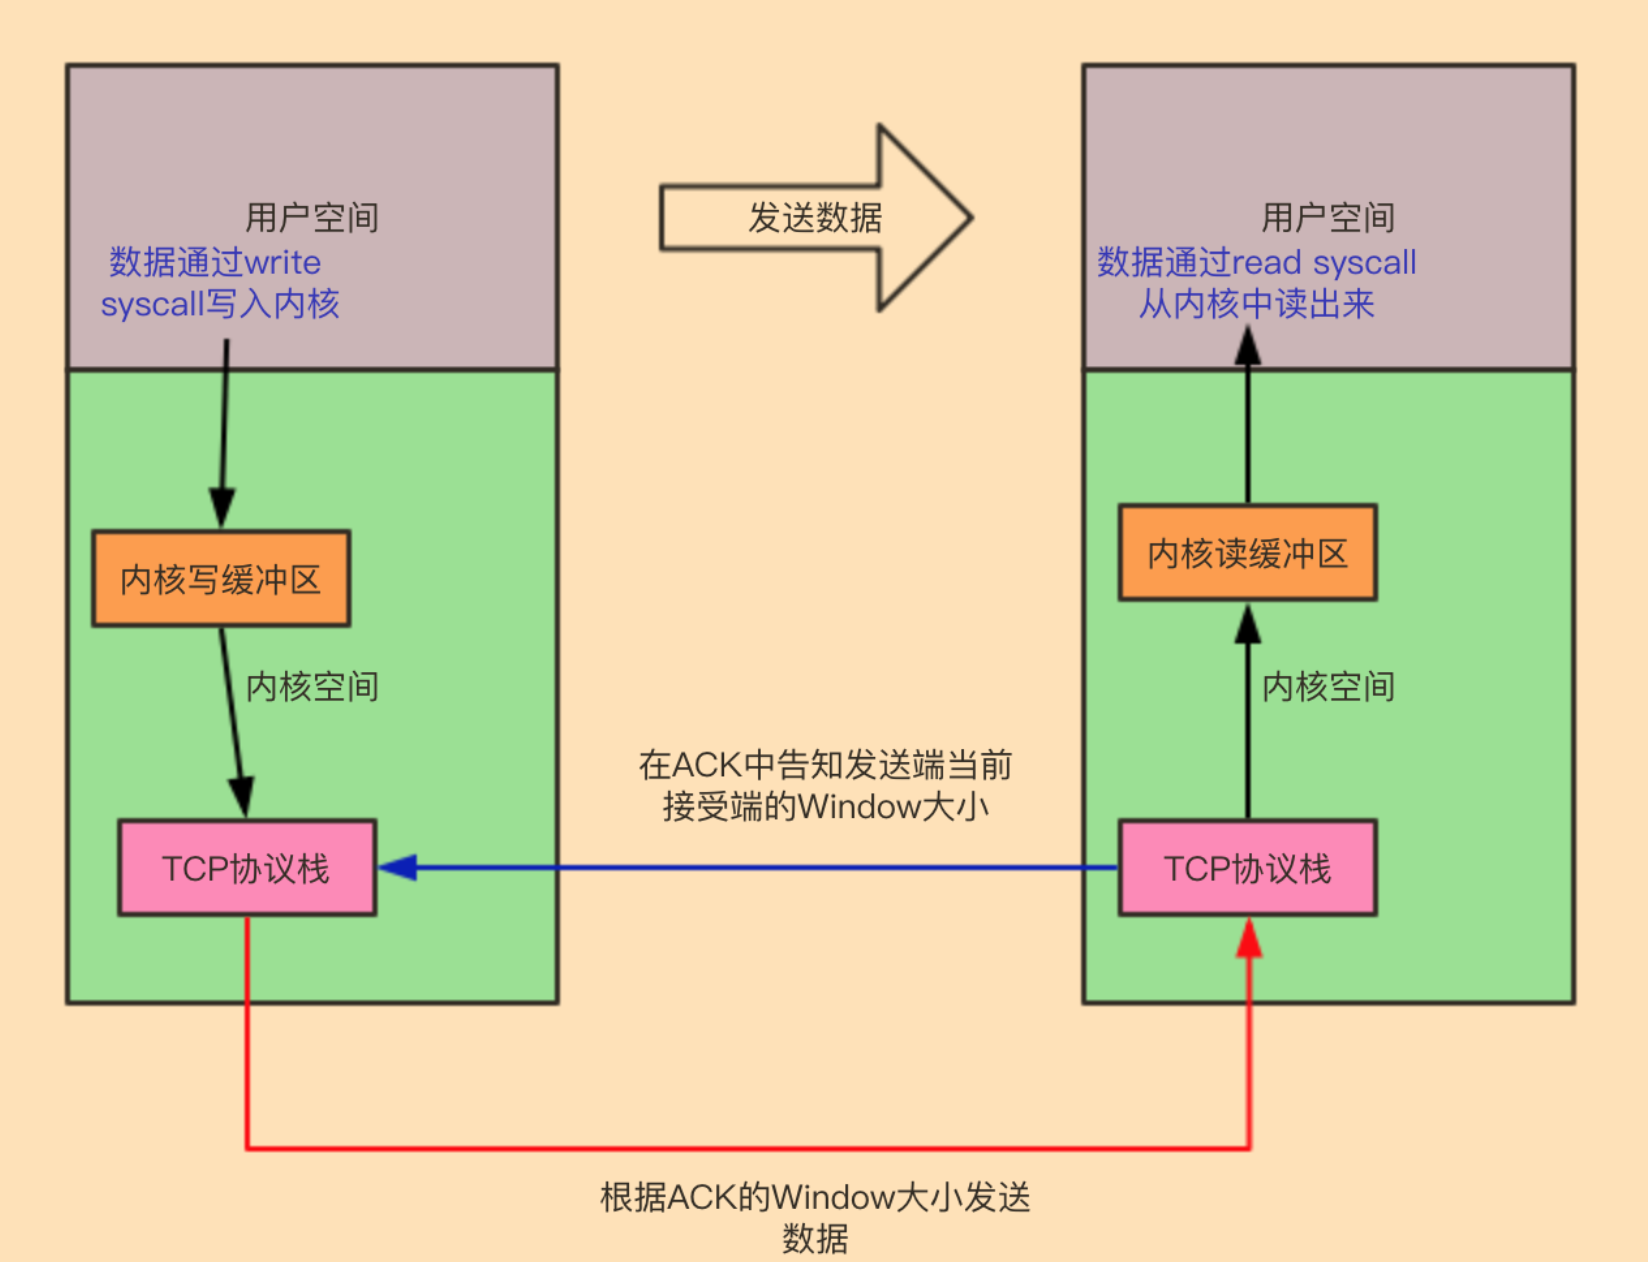 用户空间
数据通过write
syscall写入内核
发送数据
用户空间
数据通过read syscall
从内核中读出来
内核写缓冲区
内核读缓冲区
内核空间
内核空间
在ACK中告知发送端当前
接受端的Window大小
TCP协议栈
TCP协议栈
根据ACK的Window大小发送
数据